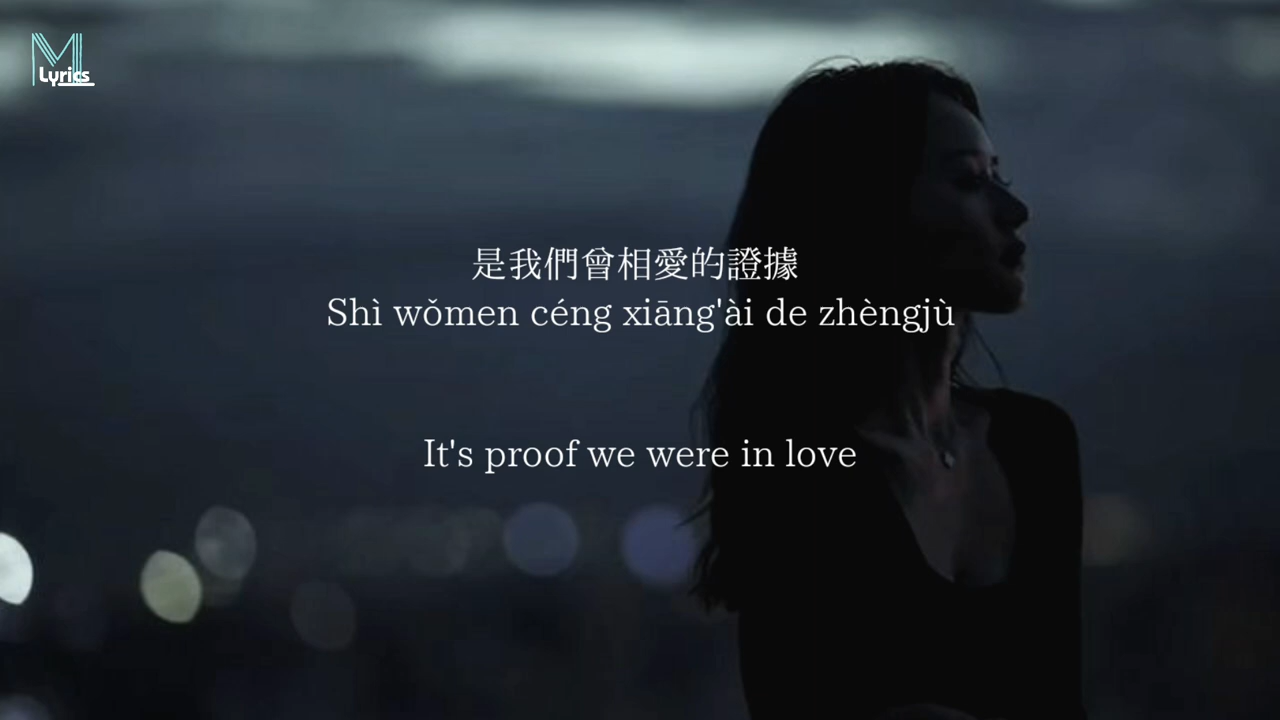 M
Lyrics
是我們曾相愛的證據
Shì wǒmen céng xiāng'ài de zhèngjù
It's proof we were in love